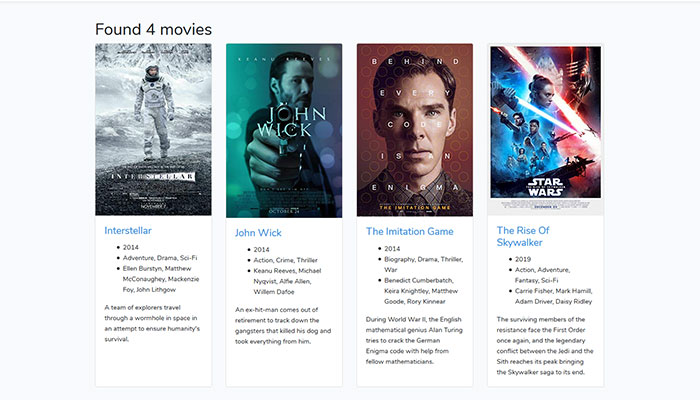 Found 4 movies
INTERSTELLAR
NOVEMBER 7
Interstellar
2014
Adventure, Drama, Sci-Fi
Ellen Burstyn, Matthew
McConaughey, Mackenzie
Foy, John Lithgow
A team of explorers travel
through a wormhole in space in
an attempt to ensure humanity's
survival.
KEANU REEVES
JOHN
WICK
OCTOBER 24
John Wick
2014
Action, Crime, Thriller
Keanu Reeves, Michael
Nyqvist, Alfie Allen,
Willem Dafoe
An ex-hit-man comes out of
retirement to track down the
gangsters that killed his dog and
took everything from him.
BEHIND
EVERY
CODE
IS AN
ENIGMA
THE IMITATION GAME
The Imitation Game
2014
Biography, Drama, Thriller,
War
Benedict Cumberbatch,
Keira Knightley, Matthew
Goode, Rory Kinnear
During World War II, the English
mathematical genius Alan Turing
tries to crack the German
Enigma code with help from
fellow mathematicians.
STAR
WARS
The Rise Of
Skywalker
2019
Action, Adventure,
Fantasy, Sci-Fi
Carrie Fisher, Mark Hamill,
Adam Driver, Daisy Ridley
The surviving members of the
resistance face the First Order
once again, and the legendary
conflict between the Jedi and the
Sith reaches its peak bringing
the Skywalker saga to its end.